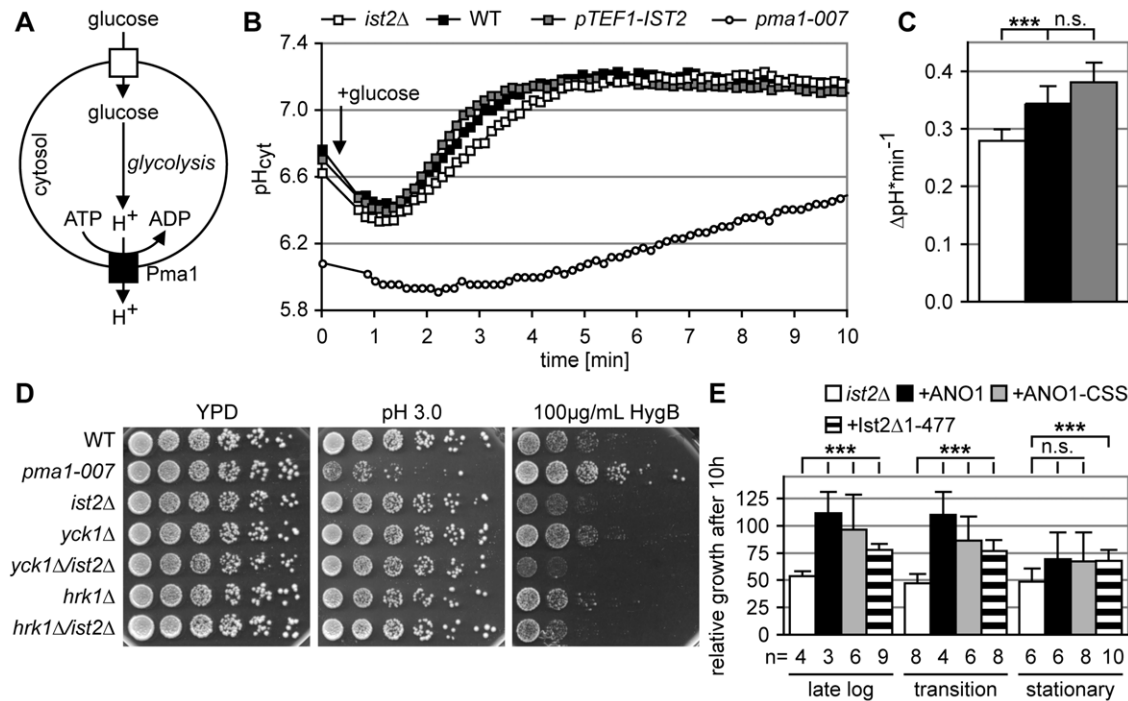 A
glucose
glucose
cytosol
glycolysis
ATP H+ ADP
Pma1
H+
B
ist2Δ WT pTEF1-IST2 pma1-007
7.4
7.0
6.6
6.2
5.8
pHcyt
+glucose
0 1 2 3 4 5 6 7 8 9 10
time [min]
C
*** n.s.
0.4
0.3
0.2
0.1
0.0
ΔpH*min-1
D
YPD pH 3.0 100µg/mL HygB
WT
pma1-007
ist2Δ
yck1Δ
yck1Δ/ist2Δ
hrk1Δ
hrk1Δ/ist2Δ
E
ist2Δ +ANO1 +ANO1-CSS
+Ist2Δ1-477
*** *** ***
n.s.
125
100
75
50
25
0
relative growth after 10h
n= 4 3 6 9 8 4 6 8 6 6 8 10
late log transition stationary